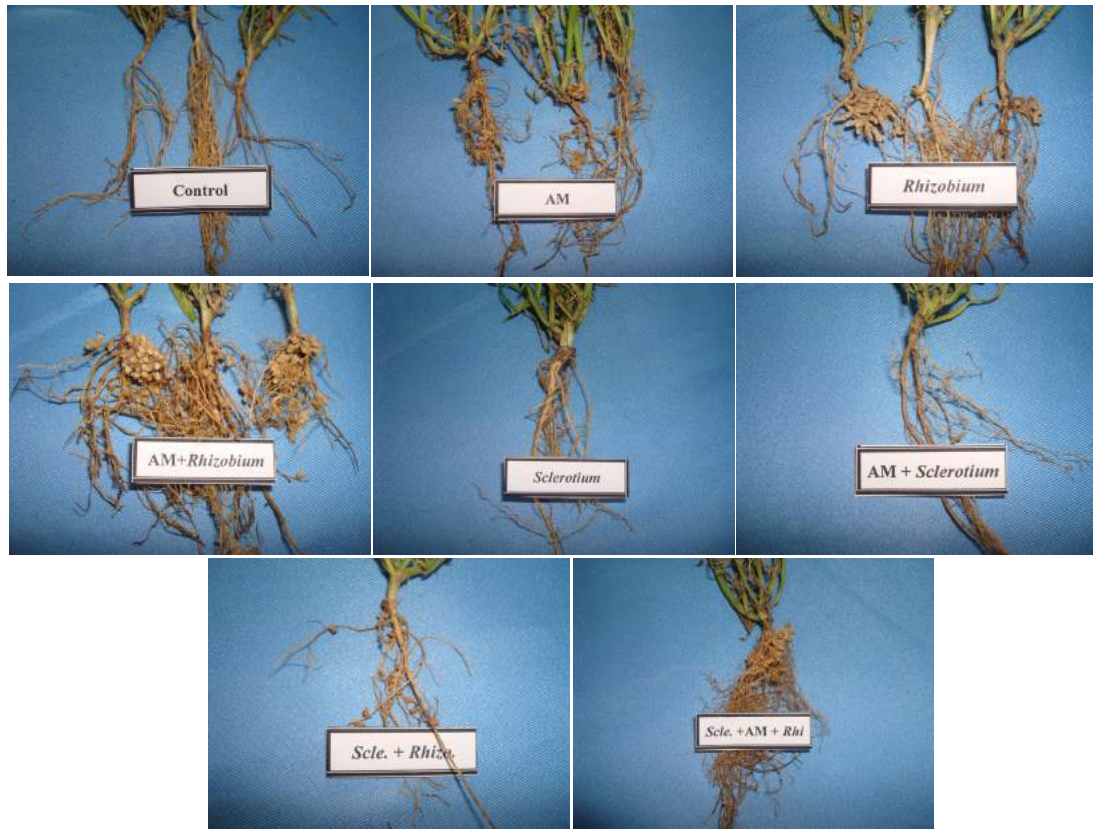 Control
AM
Rhizobium
AM+Rhizobium
Sclerotium
AM + Sclerotium
Scle. + Rhizo.
Scle. +AM + Rhi